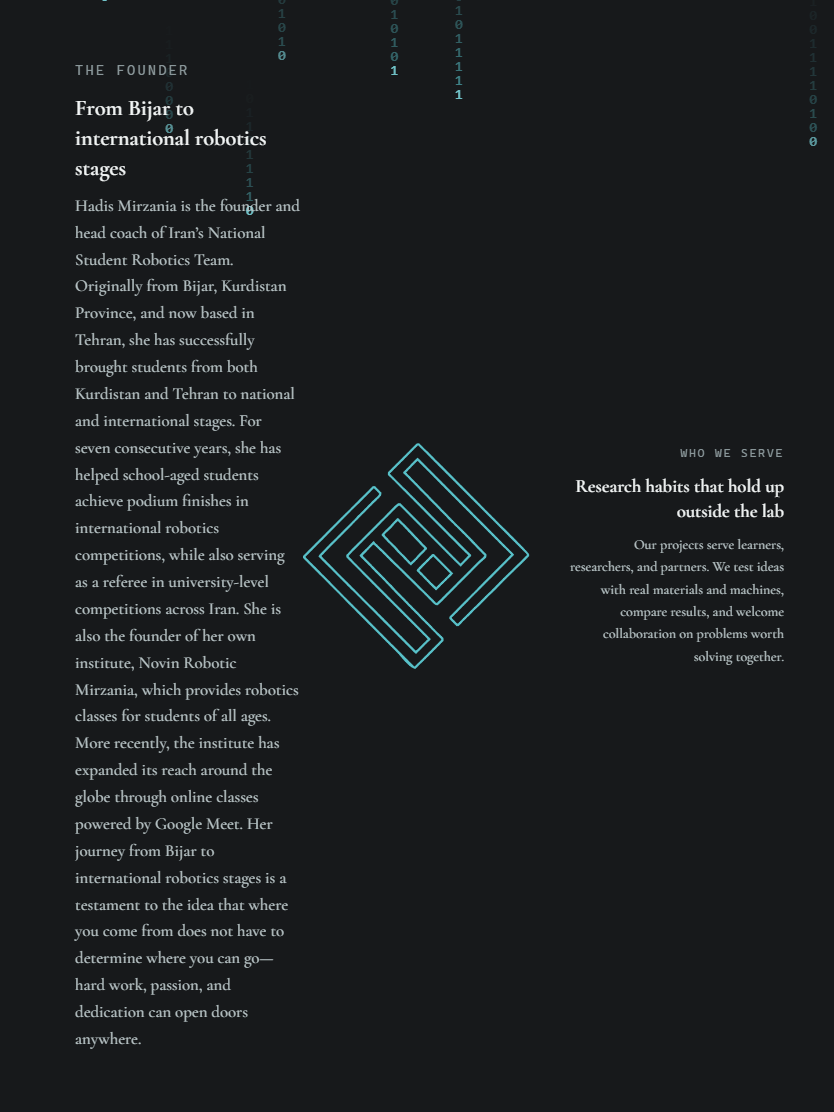 THE FOUNDER
From Bijar to
international robotics
stages
Hadis Mirzania is the founder and
head coach of Iran’s National
Student Robotics Team.
Originally from Bijar, Kurdistan
Province, and now based in
Tehran, she has successfully
brought students from both
Kurdistan and Tehran to national
and international stages. For
seven consecutive years, she has
helped school-aged students
achieve podium finishes in
international robotics
competitions, while also serving
as a referee in university-level
competitions across Iran. She is
also the founder of her own
institute, Novin Robotic
Mirzania, which provides robotics
classes for students of all ages.
More recently, the institute has
expanded its reach around the
globe through online classes
powered by Google Meet. Her
journey from Bijar to
international robotics stages is a
testament to the idea that where
you come from does not have to
determine where you can go—
hard work, passion, and
dedication can open doors
anywhere.
WHO WE SERVE
Research habits that hold up
outside the lab
Our projects serve learners,
researchers, and partners. We test ideas
with real materials and machines,
compare results, and welcome
collaboration on problems worth
solving together.